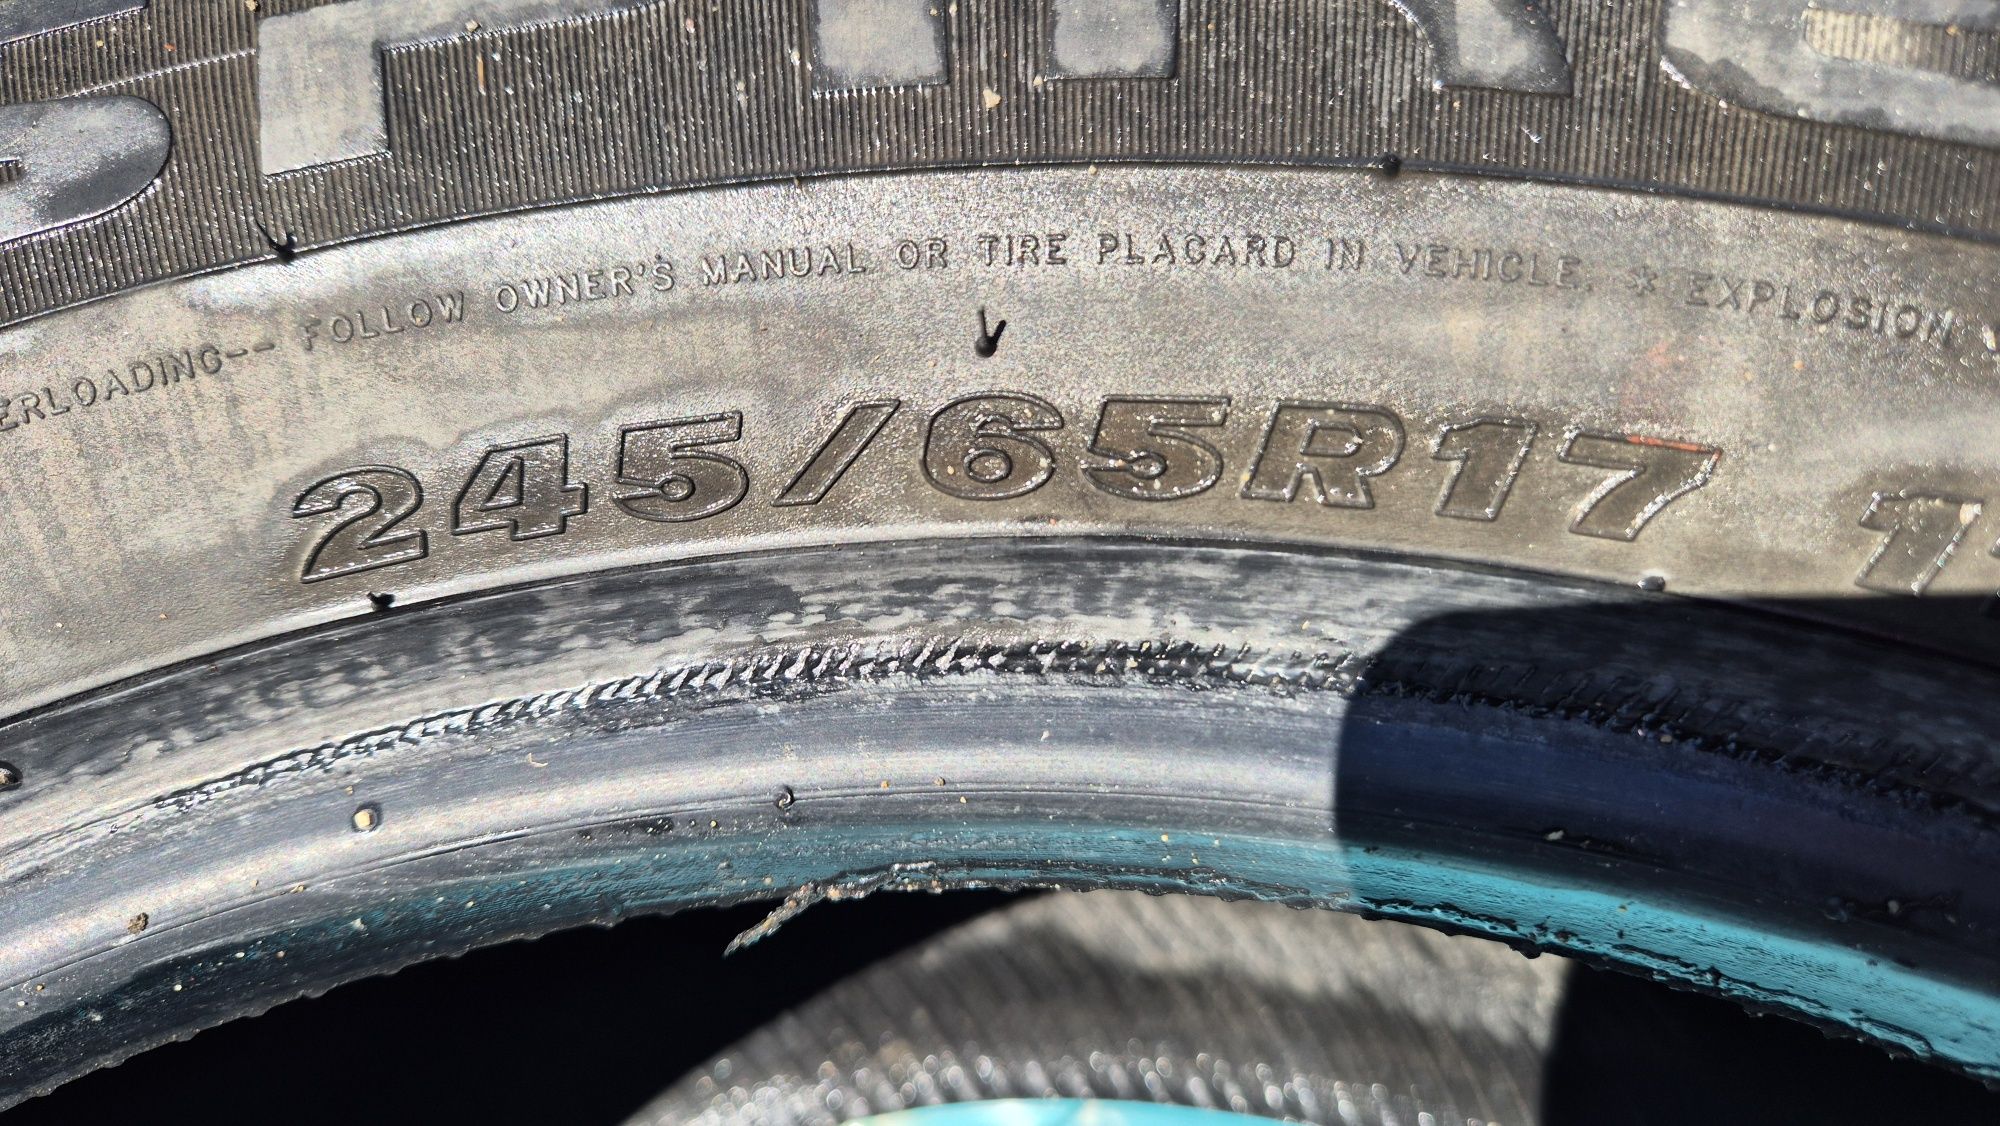 ERLOADING-- FOLLOW OWNER'S MANUAL OR TIRE PLACARD IN VEHICLE. * EXPLOSION
245/65R17